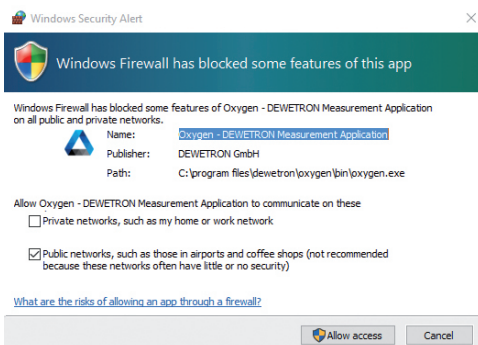 Windows Security Alert
Windows Firewall has blocked some features of this app
Windows Firewall has blocked some features of Oxygen - DEWETRON Measurement Application
on all public and private networks.
Name: Oxygen - DEWETRON Measurement Application
Publisher: DEWETRON GmbH
Path: C:\program files\dewetron\oxygen\bin\oxygen.exe
Allow Oxygen - DEWETRON Measurement Application to communicate on these
Private networks, such as my home or work network
Public networks, such as those in airports and coffee shops (not recommended
because these networks often have little or no security)
What are the risks of allowing an app through a firewall?
Allow access Cancel